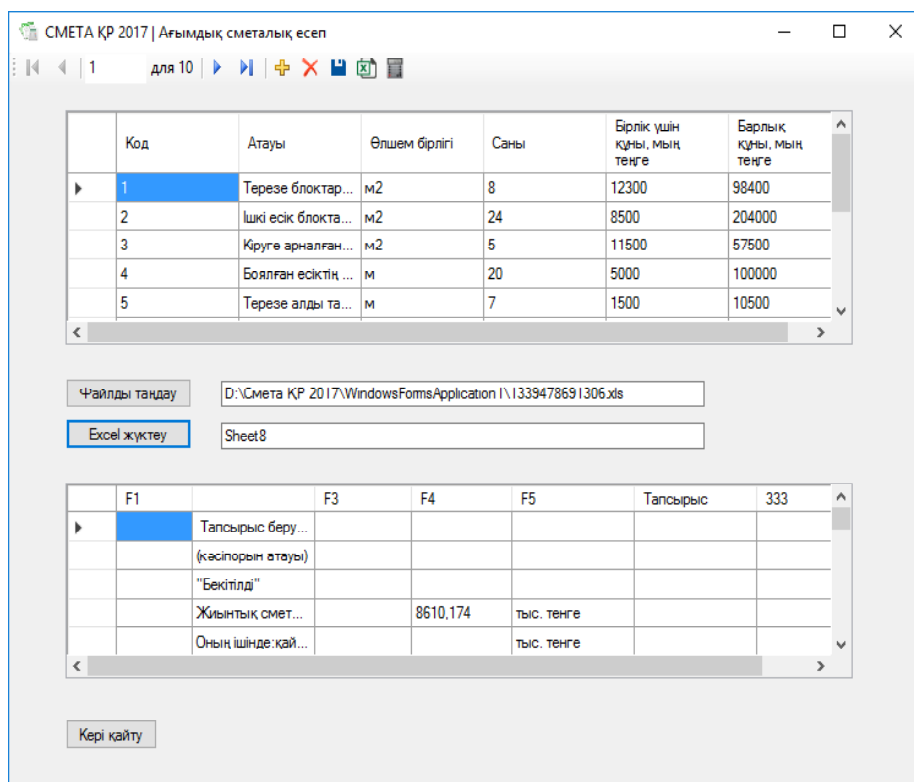 СМЕТА ҚР 2017 | Ағымдық сметалық есеп
1 для 10
Код Атауы Өлшем бірлігі Саны Бірлік үшін құны, мың теңге Барлық құны, мың теңге
1 Терезе блоктар... м2 8 12300 98400
2 Ішкі есік блокта... м2 24 8500 204000
3 Кіруге арналған... м2 5 11500 57500
4 Боялған есіктің ... м 20 5000 100000
5 Терезе алды та... м 7 1500 10500
Файлды таңдау D:\Смета ҚР 2017\WindowsFormsApplication1\1339478691306.xls
Excel жүктеу Sheet8
F1 F3 F4 F5 Тапсырыс 333
Тапсырыс беру...
(кәсіпорын атауы)
"Бекітілді"
Жиынтық смет... 8610,174 тыс. тенге
Оның ішінде:қай... тыс. тенге
Кері қайту